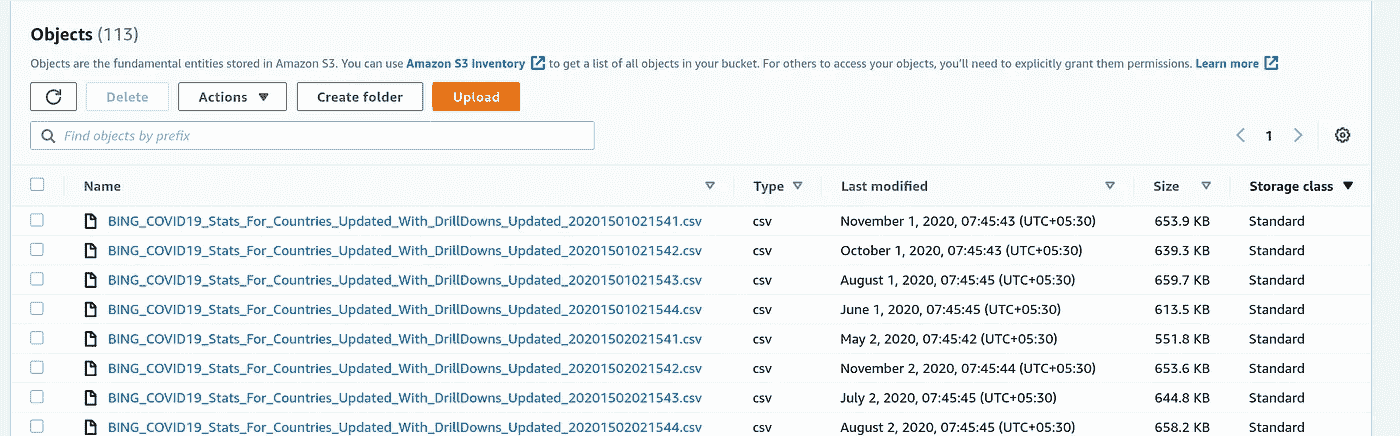 Objects (113)
Objects are the fundamental entities stored in Amazon S3. You can use Amazon S3 Inventory to get a list of all objects in your bucket. For others to access your objects, you'll need to explicitly grant them permissions. Learn more
Delete Actions Create folder Upload
Find objects by prefix 1
Name Type Last modified Size Storage class
BING_COVID19_Stats_For_Countries_Updated_With_DrillDowns_Updated_20201501021541.csv csv November 1, 2020, 07:45:43 (UTC+05:30) 653.9 KB Standard
BING_COVID19_Stats_For_Countries_Updated_With_DrillDowns_Updated_20201501021542.csv csv October 1, 2020, 07:45:43 (UTC+05:30) 639.3 KB Standard
BING_COVID19_Stats_For_Countries_Updated_With_DrillDowns_Updated_20201501021543.csv csv August 1, 2020, 07:45:45 (UTC+05:30) 659.7 KB Standard
BING_COVID19_Stats_For_Countries_Updated_With_DrillDowns_Updated_20201501021544.csv csv June 1, 2020, 07:45:45 (UTC+05:30) 613.5 KB Standard
BING_COVID19_Stats_For_Countries_Updated_With_DrillDowns_Updated_20201502021541.csv csv May 2, 2020, 07:45:42 (UTC+05:30) 551.8 KB Standard
BING_COVID19_Stats_For_Countries_Updated_With_DrillDowns_Updated_20201502021542.csv csv November 2, 2020, 07:45:44 (UTC+05:30) 653.6 KB Standard
BING_COVID19_Stats_For_Countries_Updated_With_DrillDowns_Updated_20201502021543.csv csv July 2, 2020, 07:45:45 (UTC+05:30) 644.8 KB Standard
BING_COVID19_Stats_For_Countries_Updated_With_DrillDowns_Updated_20201502021544.csv csv August 2, 2020, 07:45:45 (UTC+05:30) 658.2 KB Standard